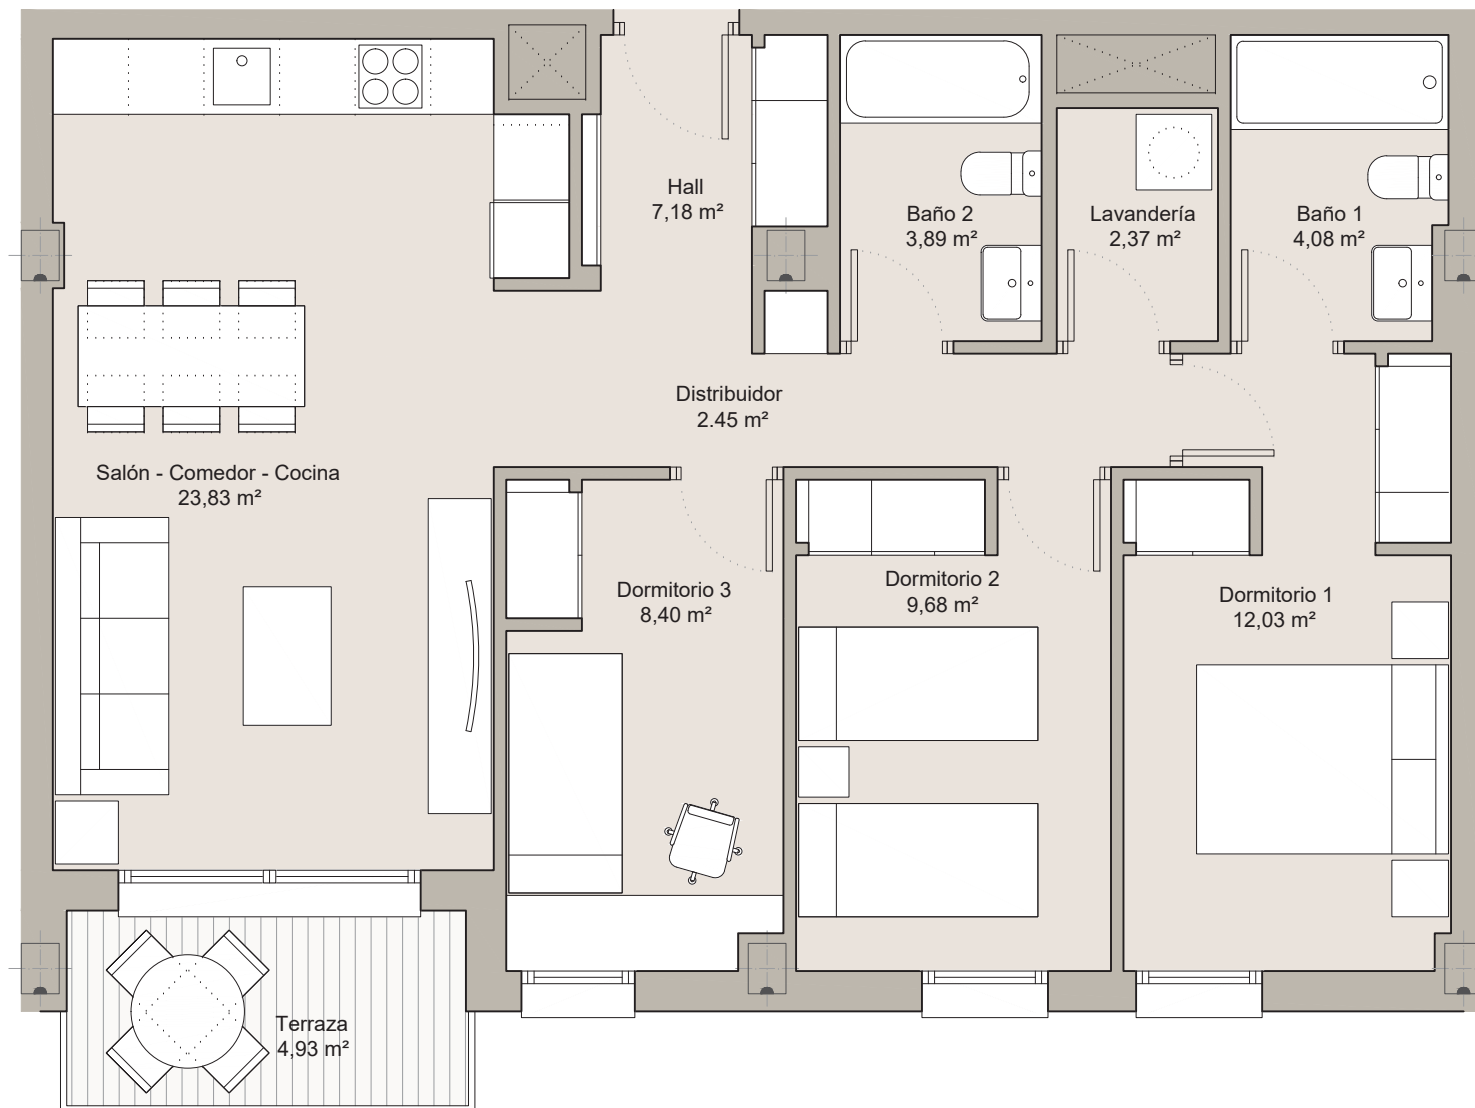 Hall
7,18 m²
Baño 2
3,89 m²
Lavandería
2,37 m²
Baño 1
4,08 m²
Distribuidor
2.45 m²
Salón - Comedor - Cocina
23,83 m²
Dormitorio 3
8,40 m²
Dormitorio 2
9,68 m²
Dormitorio 1
12,03 m²
Terraza
4,93 m²